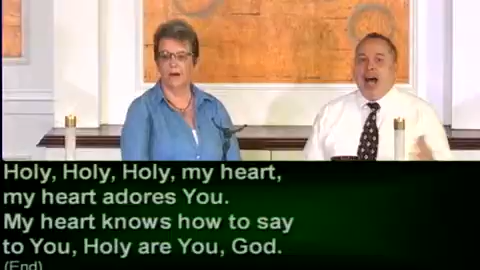 Holy, Holy, Holy, my heart,
my heart adores You.
My heart knows how to say
to You, Holy are You, God.
(End)